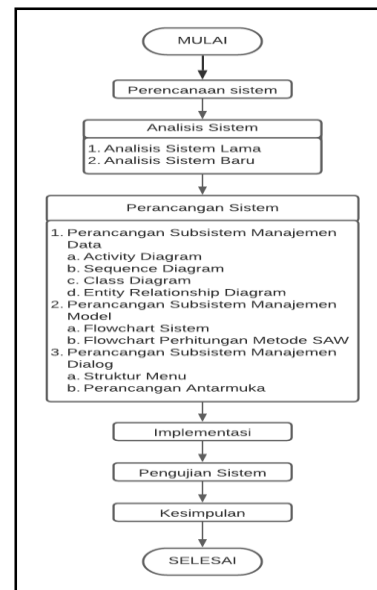 MULAI
Perencanaan sistem
Analisis Sistem
1. Analisis Sistem Lama
2. Analisis Sistem Baru
Perancangan Sistem
1. Perancangan Subsistem Manajemen
Data
a. Activity Diagram
b. Sequence Diagram
c. Class Diagram
d. Entity Relationship Diagram
2. Perancangan Subsistem Manajemen
Model
a. Flowchart Sistem
b. Flowchart Perhitungan Metode SAW
3. Perancangan Subsistem Manajemen
Dialog
a. Struktur Menu
b. Perancangan Antarmuka
Implementasi
Pengujian Sistem
Kesimpulan
SELESAI